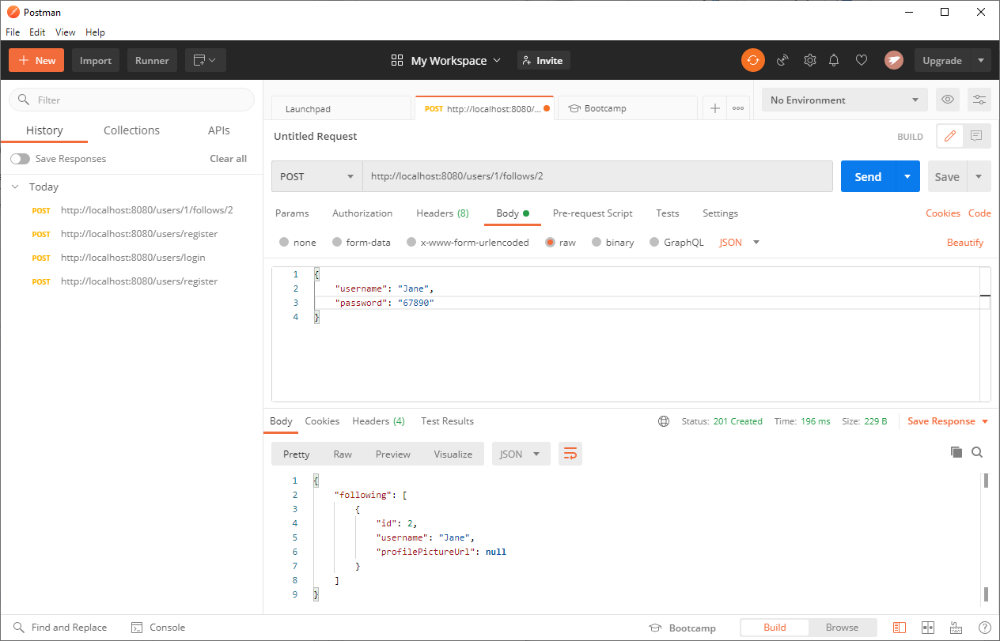 Postman
File Edit View Help
New Import Runner My Workspace Invite Upgrade
Filter
History Collections APIs
Save Responses Clear all
Today
POST http://localhost:8080/users/1/follows/2
POST http://localhost:8080/users/register
POST http://localhost:8080/users/login
POST http://localhost:8080/users/register
Launchpad POST http://localhost:8080/... Bootcamp No Environment
Untitled Request BUILD
POST http://localhost:8080/users/1/follows/2 Send Save
Params Authorization Headers (8) Body Pre-request Script Tests Settings Cookies Code
none form-data x-www-form-urlencoded raw binary GraphQL JSON Beautify
1 {
2 "username": "Jane",
3 "password": "67890"
4 }
Body Cookies Headers (4) Test Results Status: 201 Created Time: 196 ms Size: 229 B Save Response
Pretty Raw Preview Visualize JSON
1 {
2 "following": [
3 {
4 "id": 2,
5 "username": "Jane",
6 "profilePictureUrl": null
7 }
8 ]
9 }
Find and Replace Console Bootcamp Build Browse